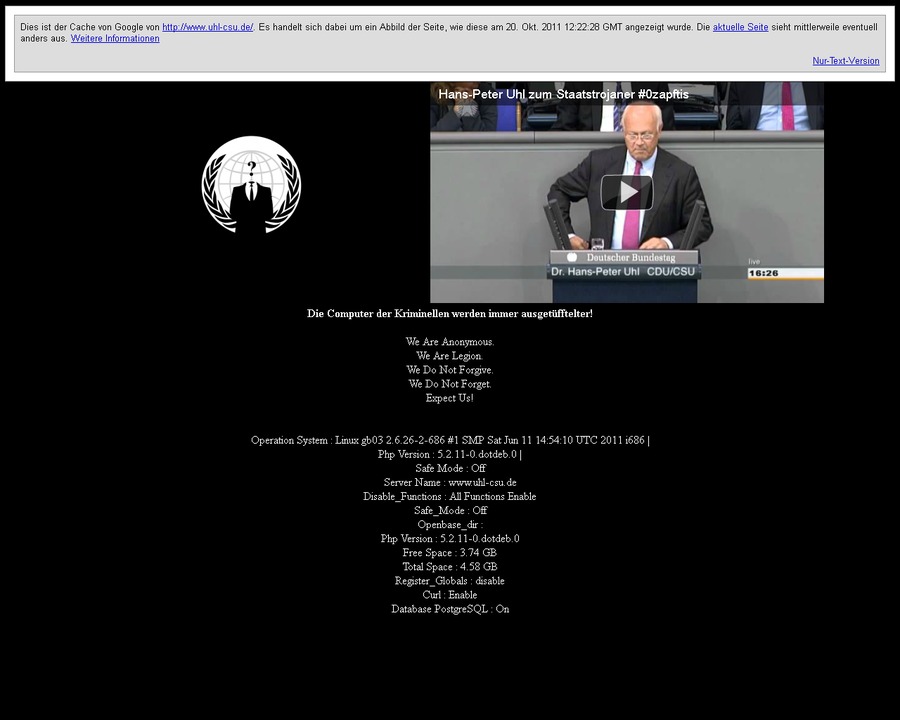 Dies ist der Cache von Google von http://www.uhl-csu.de/. Es handelt sich dabei um ein Abbild der Seite, wie diese am 20. Okt. 2011 12:22:28 GMT angezeigt wurde. Die aktuelle Seite sieht mittlerweile eventuell
anders aus. Weitere Informationen
Nur-Text-Version
Hans-Peter Uhl zum Staatstrojaner #0zapftis
?
Deutscher Bundestag
live
Dr. Hans-Peter Uhl CDU/CSU
16:26
Die Computer der Kriminellen werden immer ausgetüfftelter!
We Are Anonymous.
We Are Legion.
We Do Not Forgive.
We Do Not Forget.
Expect Us!
Operation System : Linux gb03 2.6.26-2-686 #1 SMP Sat Jun 11 14:54:10 UTC 2011 i686 |
Php Version : 5.2.11-0.dotdeb.0 |
Safe Mode : Off
Server Name : www.uhl-csu.de
Disable_Functions : All Functions Enable
Safe_Mode : Off
Openbase_dir :
Php Version : 5.2.11-0.dotdeb.0
Free Space : 3.74 GB
Total Space : 4.58 GB
Register_Globals : disable
Curl : Enable
Database PostgreSQL : On